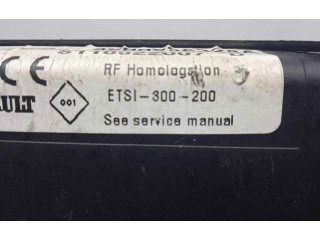 CE RF Homologation
AULT 001 ETSI-300-200
See service manual